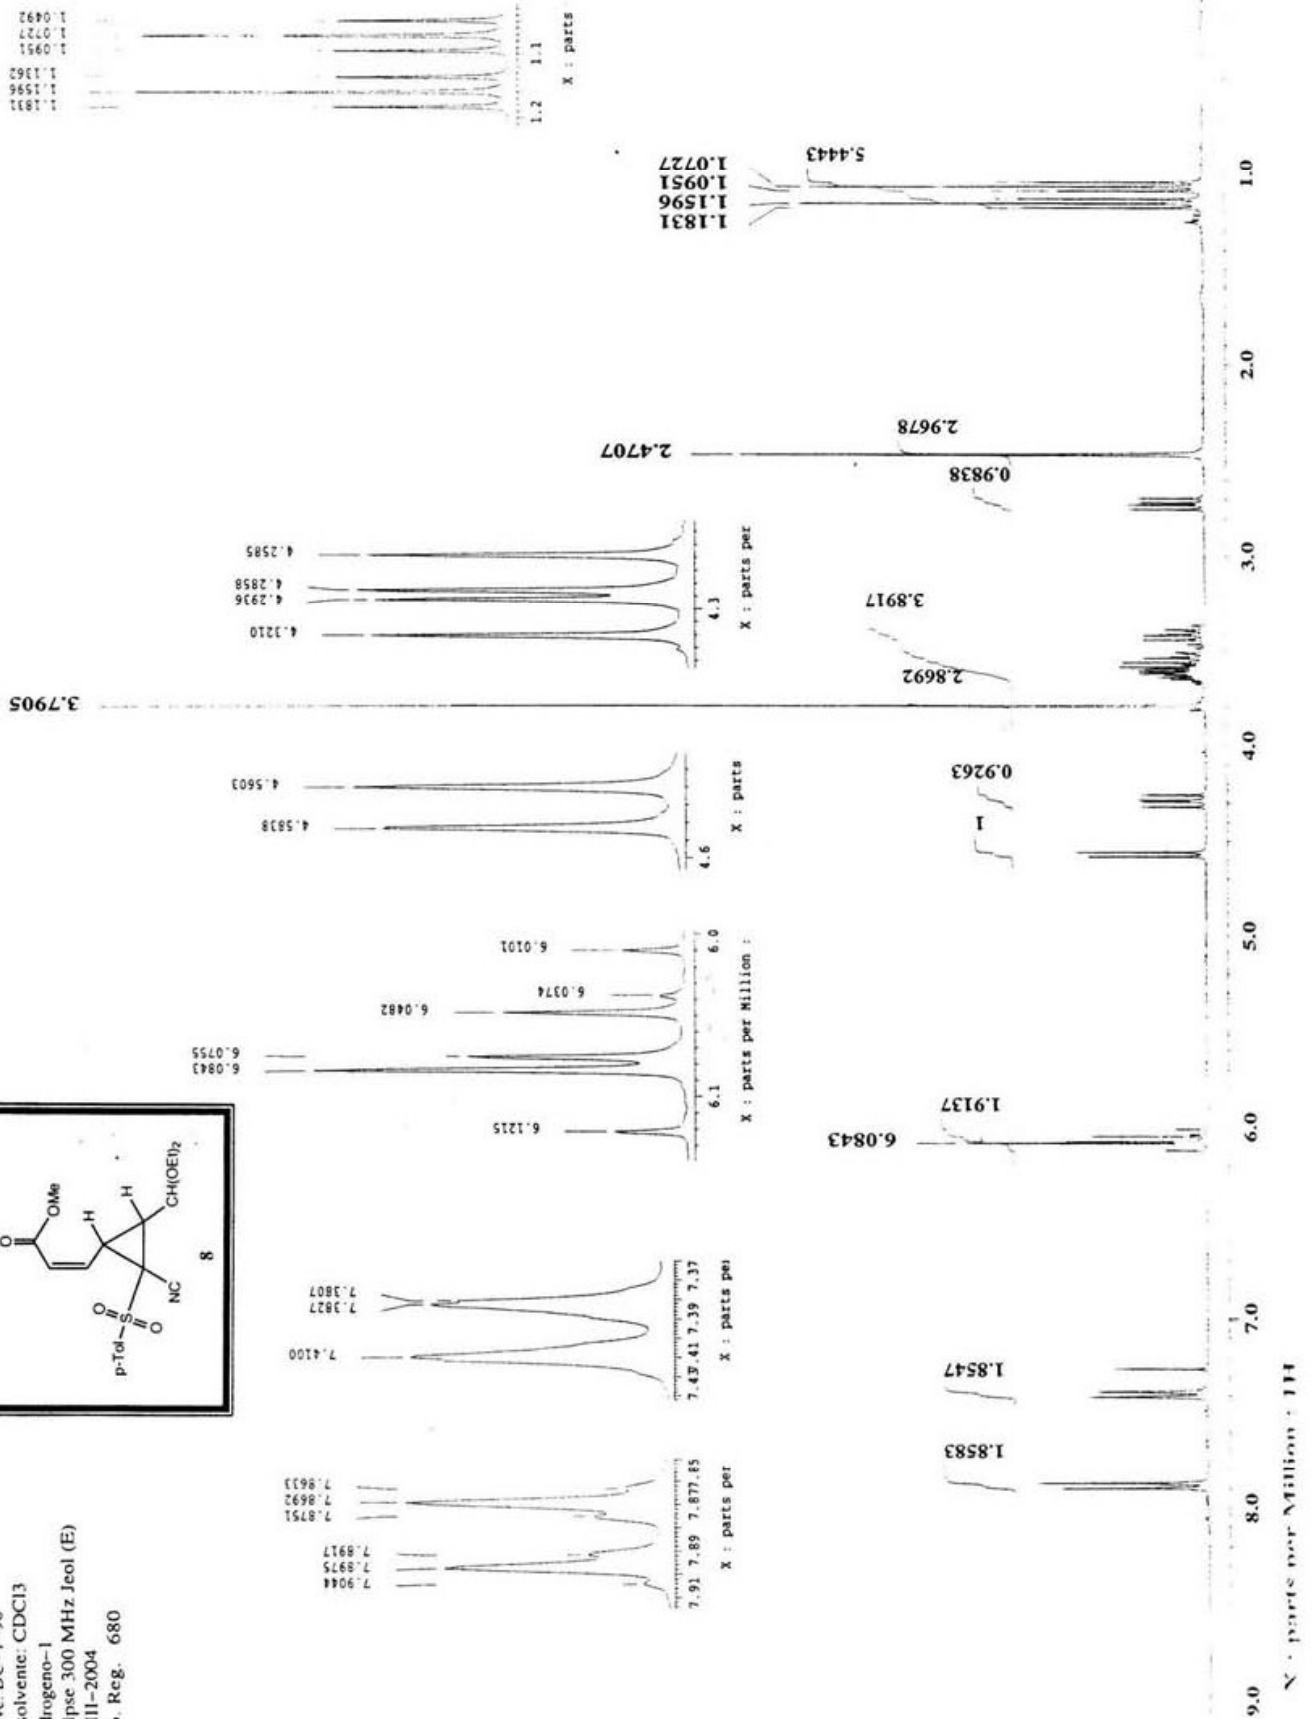 solvente: CDCl3
Eclipse 300 MHz Jeol (E)
Reg. 680
O
OMe
H
H
CH(OEt)2
NC
O
S
O
p-Tol
8
7.9044
7.8975
7.8917
7.8751
7.8692
7.8633
7.91 7.89 7.87 7.85
X : parts per
7.4100
7.3827
7.3807
7.43 7.41 7.39 7.37
X : parts per
6.1215
6.0843
6.0755
6.0482
6.0374
6.0101
6.1
6.0
X : parts per Million :
4.5838
4.5603
4.6
X : parts
3.7905
4.3210
4.2936
4.2858
4.2585
4.3
X : parts per
2.4707
1.1831
1.1596
1.0951
1.0727
1.1831
1.1596
1.1362
1.0951
1.0727
1.0492
1.2
1.1
X : parts
1.8583
1.8547
6.0843
1.9137
1
0.9263
2.8692
3.8917
0.9838
2.9678
5.4443
9.0
8.0
7.0
6.0
5.0
4.0
3.0
2.0
1.0
X : parts per Million : 1H